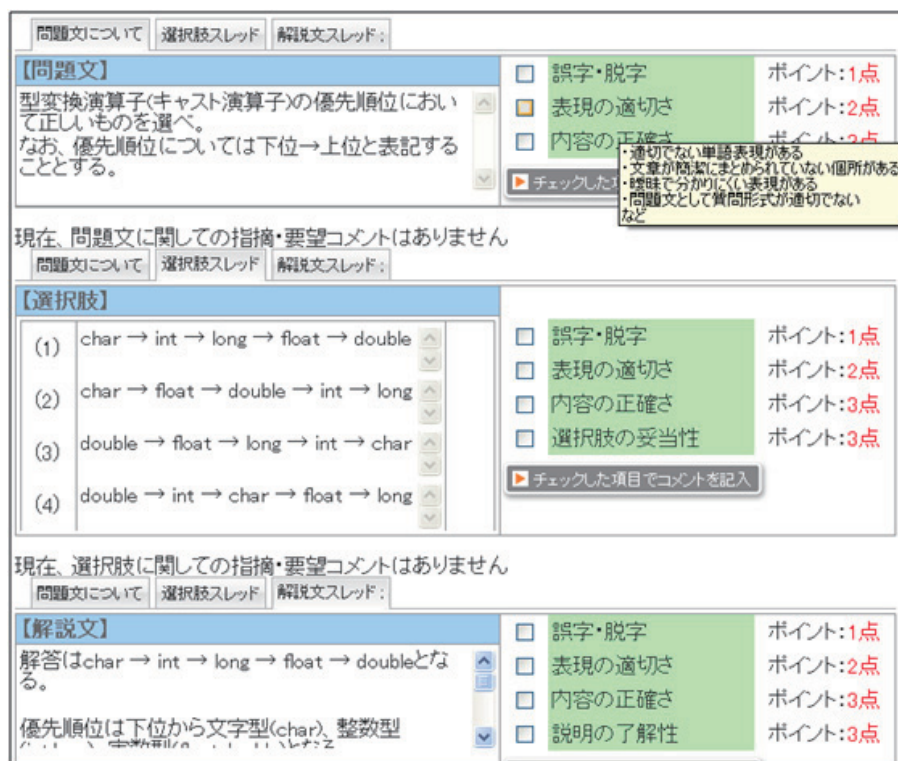 問題文について 選択肢スレッド 解説文スレッド:
【問題文】
型変換演算子(キャスト演算子)の優先順位におい
て正しいものを選べ。
なお、優先順位については下位→上位と表記する
こととする。
誤字・脱字 ポイント:1点
表現の適切さ ポイント:2点
内容の正確さ
・適切でない単語表現がある
・文章が簡潔にまとめられていない個所がある
・曖昧で分かりにくい表現がある
・問題文として質問形式が適切でない
など
チェックした
現在、問題文に関しての指摘・要望コメントはありません
問題文について 選択肢スレッド 解説文スレッド:
【選択肢】
(1) char → int → long → float → double
(2) char → float → double → int → long
(3) double → float → long → int → char
(4) double → int → char → float → long
誤字・脱字 ポイント:1点
表現の適切さ ポイント:2点
内容の正確さ ポイント:3点
選択肢の妥当性 ポイント:3点
チェックした項目でコメントを記入
現在、選択肢に関しての指摘・要望コメントはありません
問題文について 選択肢スレッド 解説文スレッド:
【解説文】
解答はchar → int → long → float → doubleとな
る。
優先順位は下位から文字型(char)、整数型
誤字・脱字 ポイント:1点
表現の適切さ ポイント:2点
内容の正確さ ポイント:3点
説明の了解性 ポイント:3点